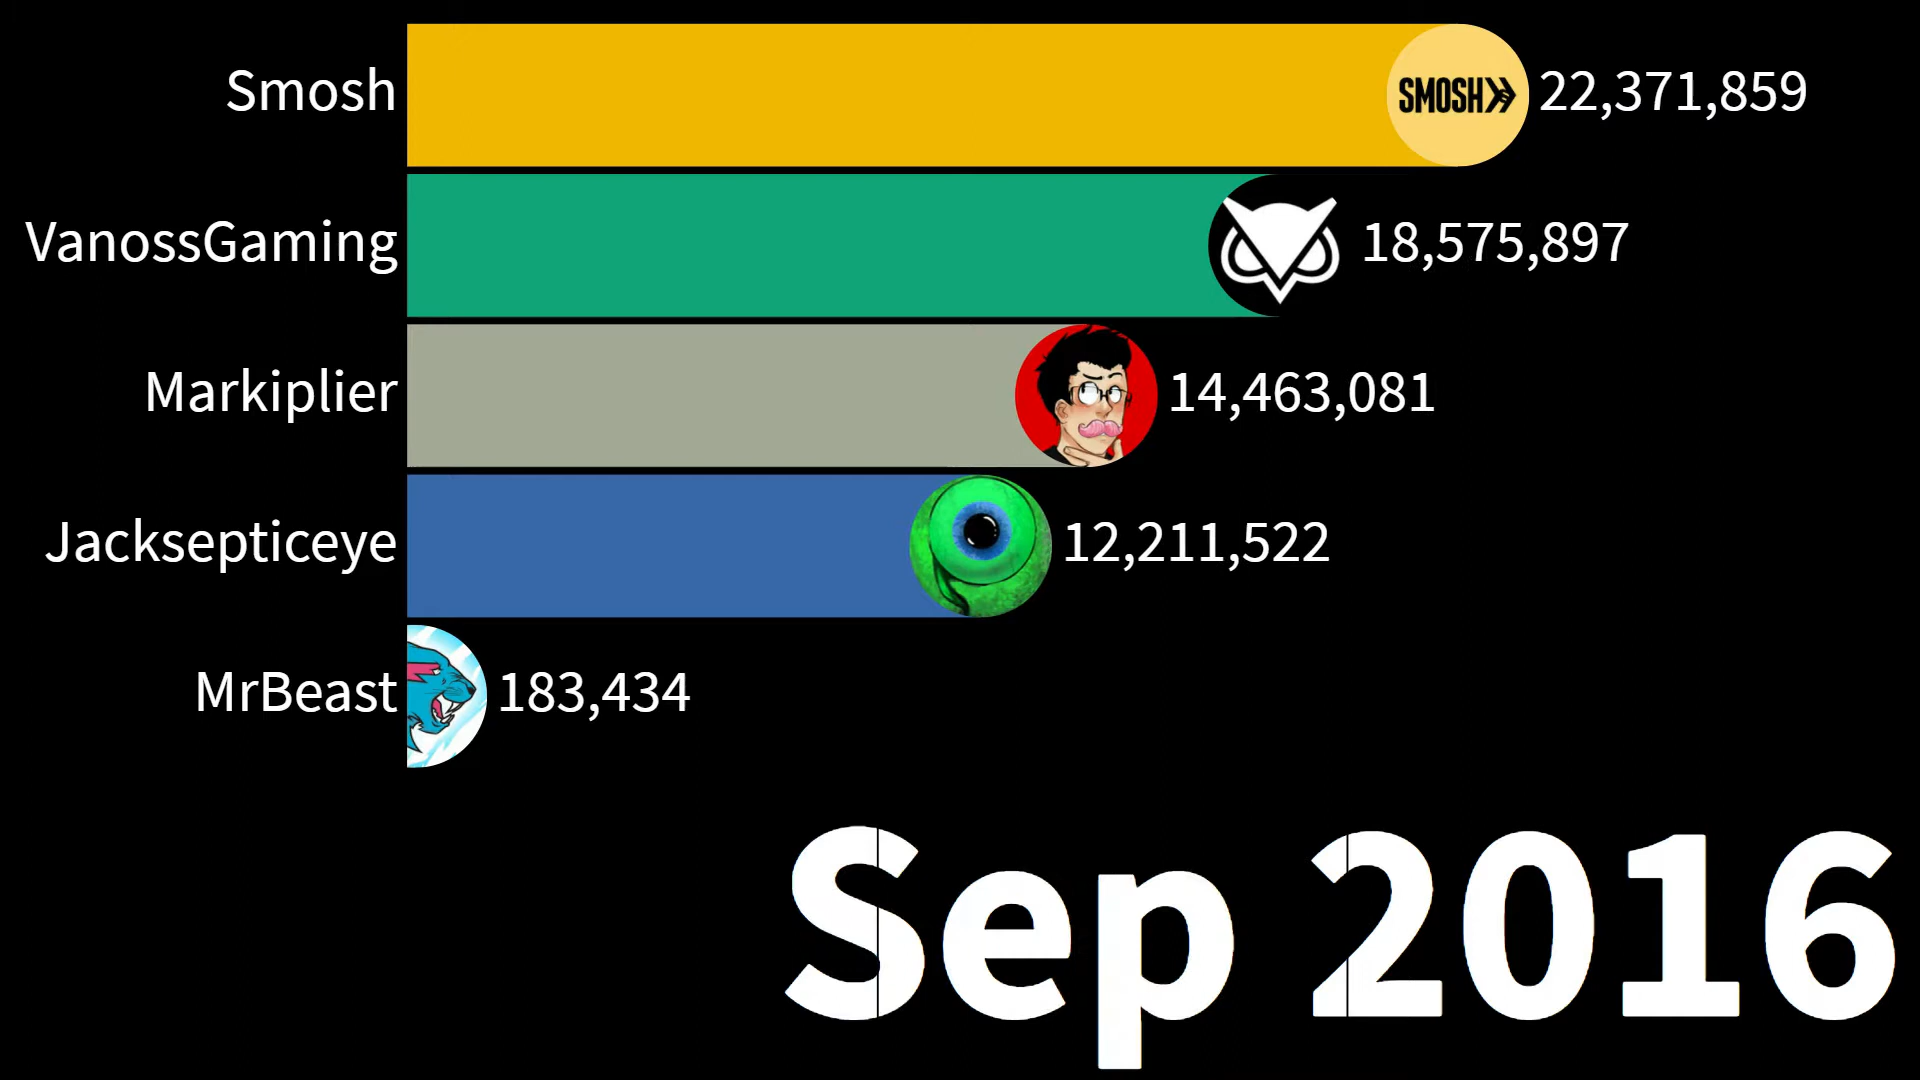 Smosh SMOSH 22,371,859
VanossGaming 18,575,897
Markiplier 14,463,081
Jacksepticeye 12,211,522
MrBeast 183,434
Sep 2016